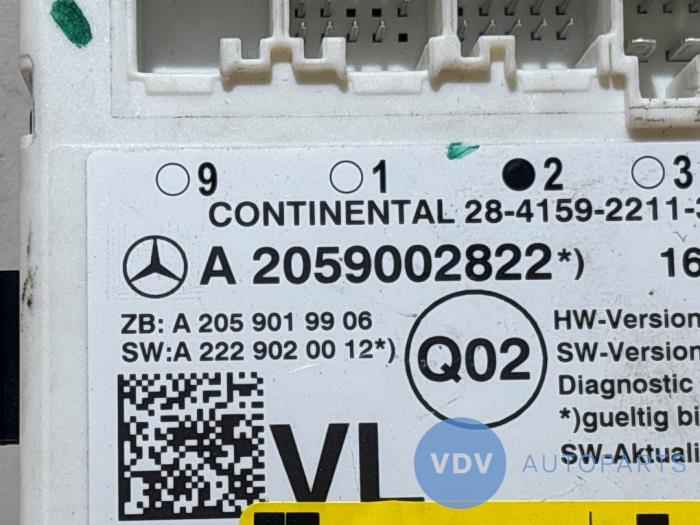 9 1 2 3
CONTINENTAL 28-4159-2211-
A 2059002822*) 16
ZB: A 205 901 99 06
SW:A 222 902 00 12*)
Q02
HW-Version
SW-Version
Diagnostic
*)gueltig bi
SW-Aktuali
VL
VDV AUTOPARTS